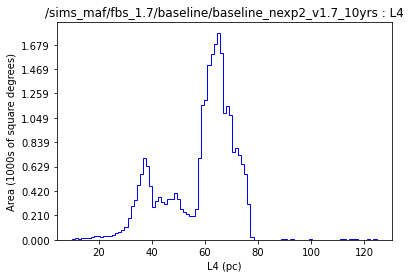 /sims_maf/fbs_1.7/baseline/baseline_nexp2_v1.7_10yrs : L4
1.679
1.469
1.259
0.839
1.049
0.629
0.420
0.210
0.000
Area (1000s of square degrees)
20 40 60 80 100 120
L4 (pc)